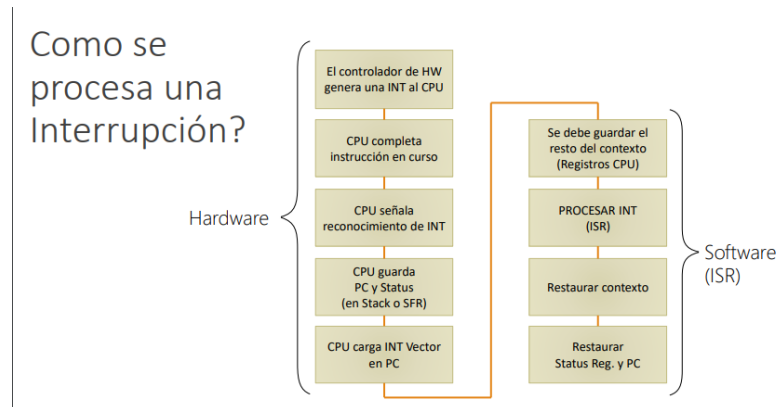 Como se
procesa una
Interrupción?
Hardware
El controlador de HW
genera una INT al CPU
CPU completa
instrucción en curso
CPU señala
reconocimiento de INT
CPU guarda
PC y Status
(en Stack o SFR)
CPU carga INT Vector
en PC
Se debe guardar el
resto del contexto
(Registros CPU)
PROCESAR INT
(ISR)
Restaurar contexto
Restaurar
Status Reg. y PC
Software
(ISR)